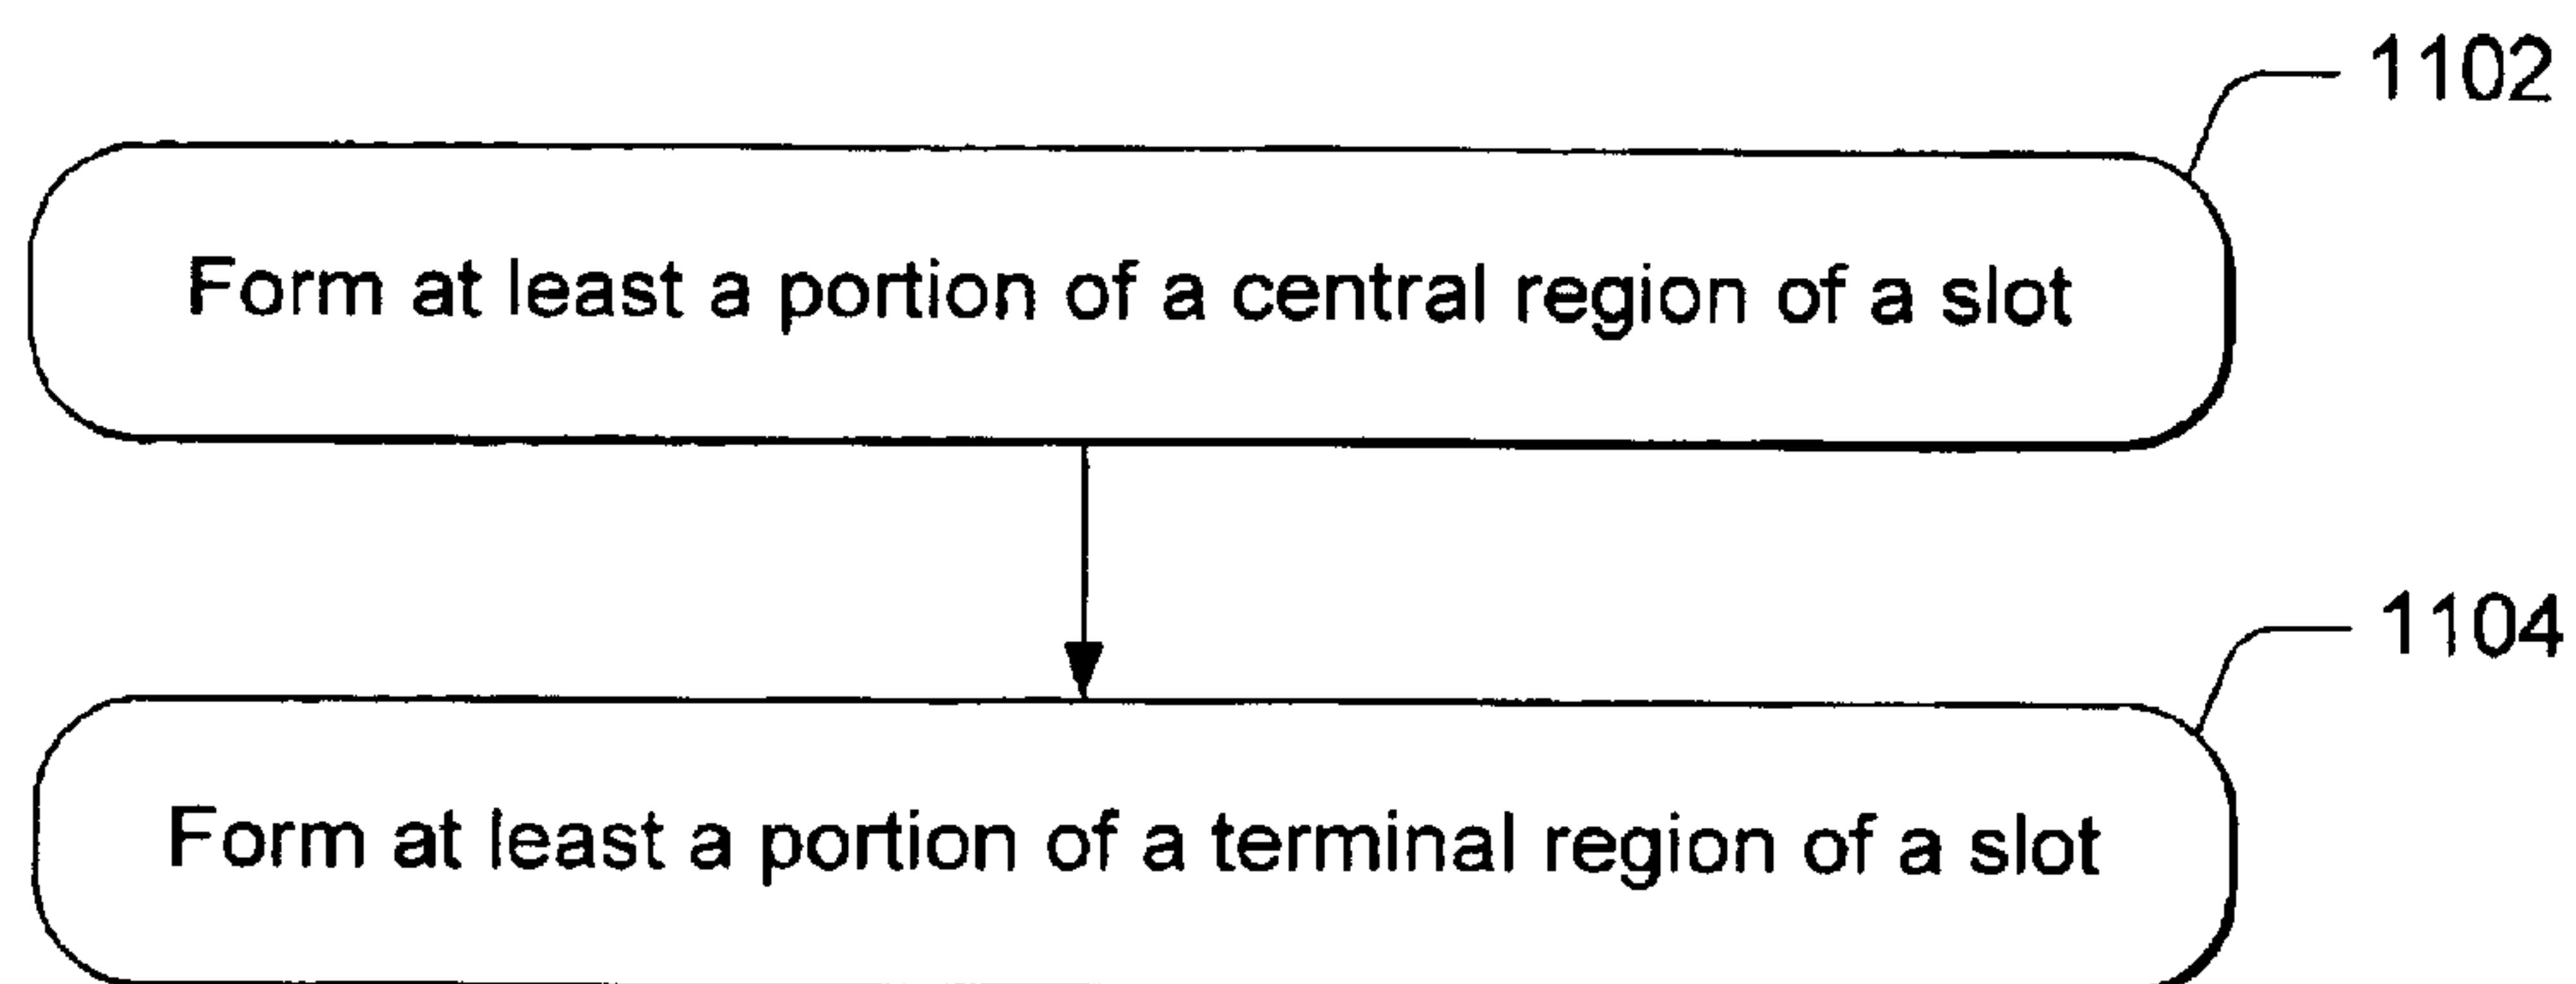 1102
Form at least a portion of a central region of a slot
1104
Form at least a portion of a terminal region of a slot